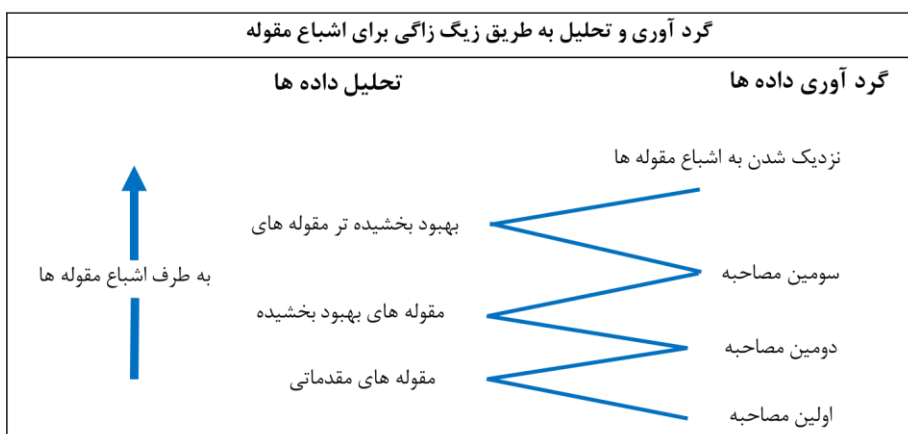 گرد آوری و تحلیل به طریق زیگ زاگی برای اشباع مقوله
گرد آوری داده ها
تحلیل داده ها
نزدیک شدن به اشباع مقوله ها
بهبود بخشیده تر مقوله های
سومین مصاحبه
به طرف اشباع مقوله ها
مقوله های بهبود بخشیده
دومین مصاحبه
مقوله های مقدماتی
اولین مصاحبه